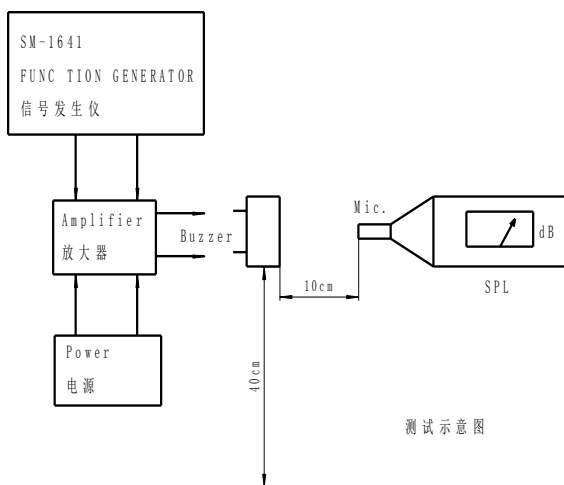 SM-1641
FUNC TION GENERATOR
信号发生仪
Amplifier
放大器
Buzzer
Mic.
dB
SPL
10cm
Power
电源
40cm
测试示意图